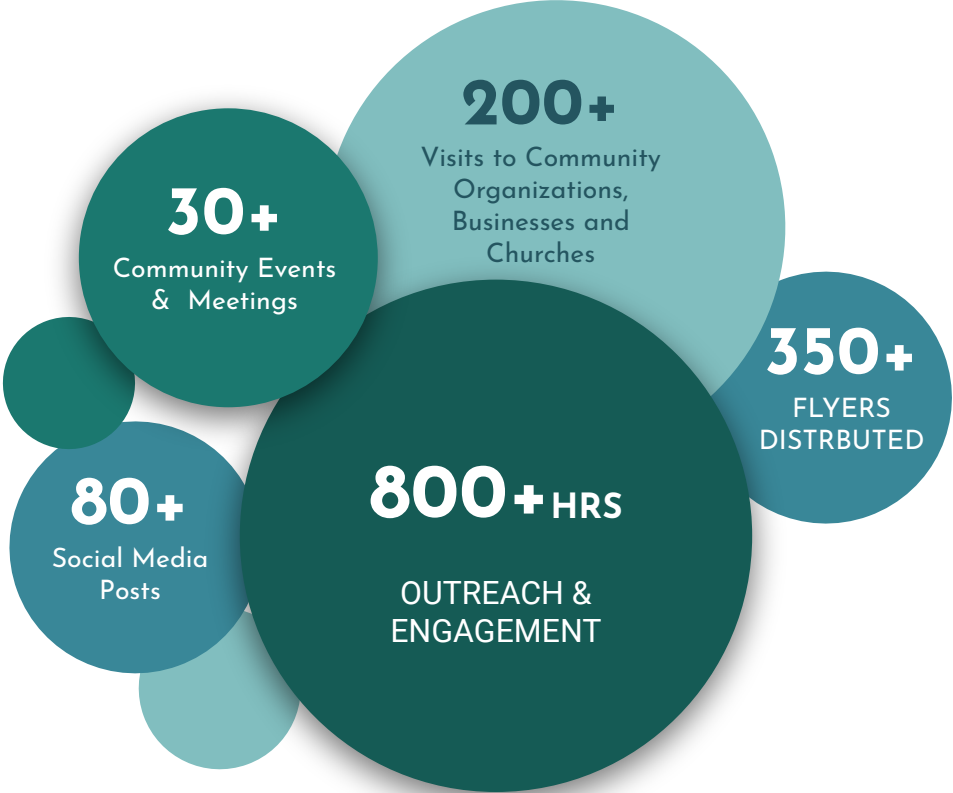 200+
Visits to Community
Organizations,
Businesses and
Churches
30+
Community Events
& Meetings
350+
FLYERS
DISTRBUTED
80+
Social Media
Posts
800+ HRS
OUTREACH &
ENGAGEMENT